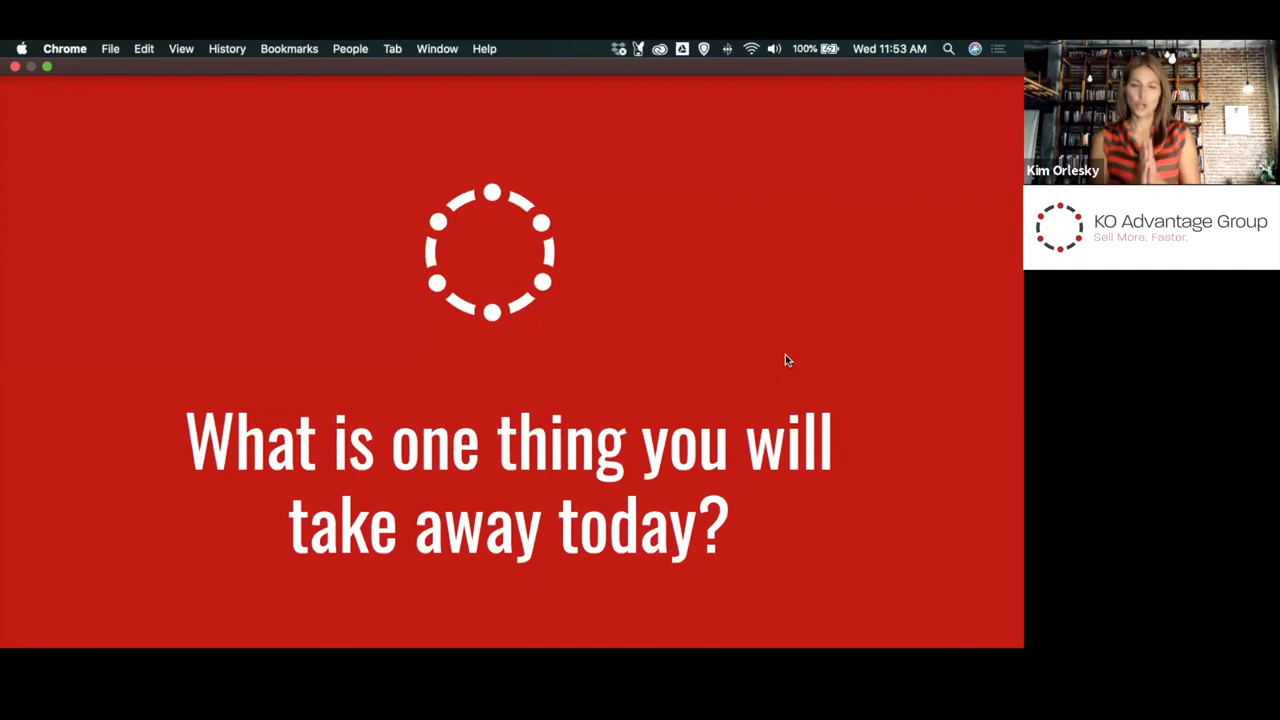 Chrome File Edit View History Bookmarks People Tab Window Help 100% Wed 11:53 AM
Kim Orlesky
KO Advantage Group
Sell More. Faster.
What is one thing you will
take away today?